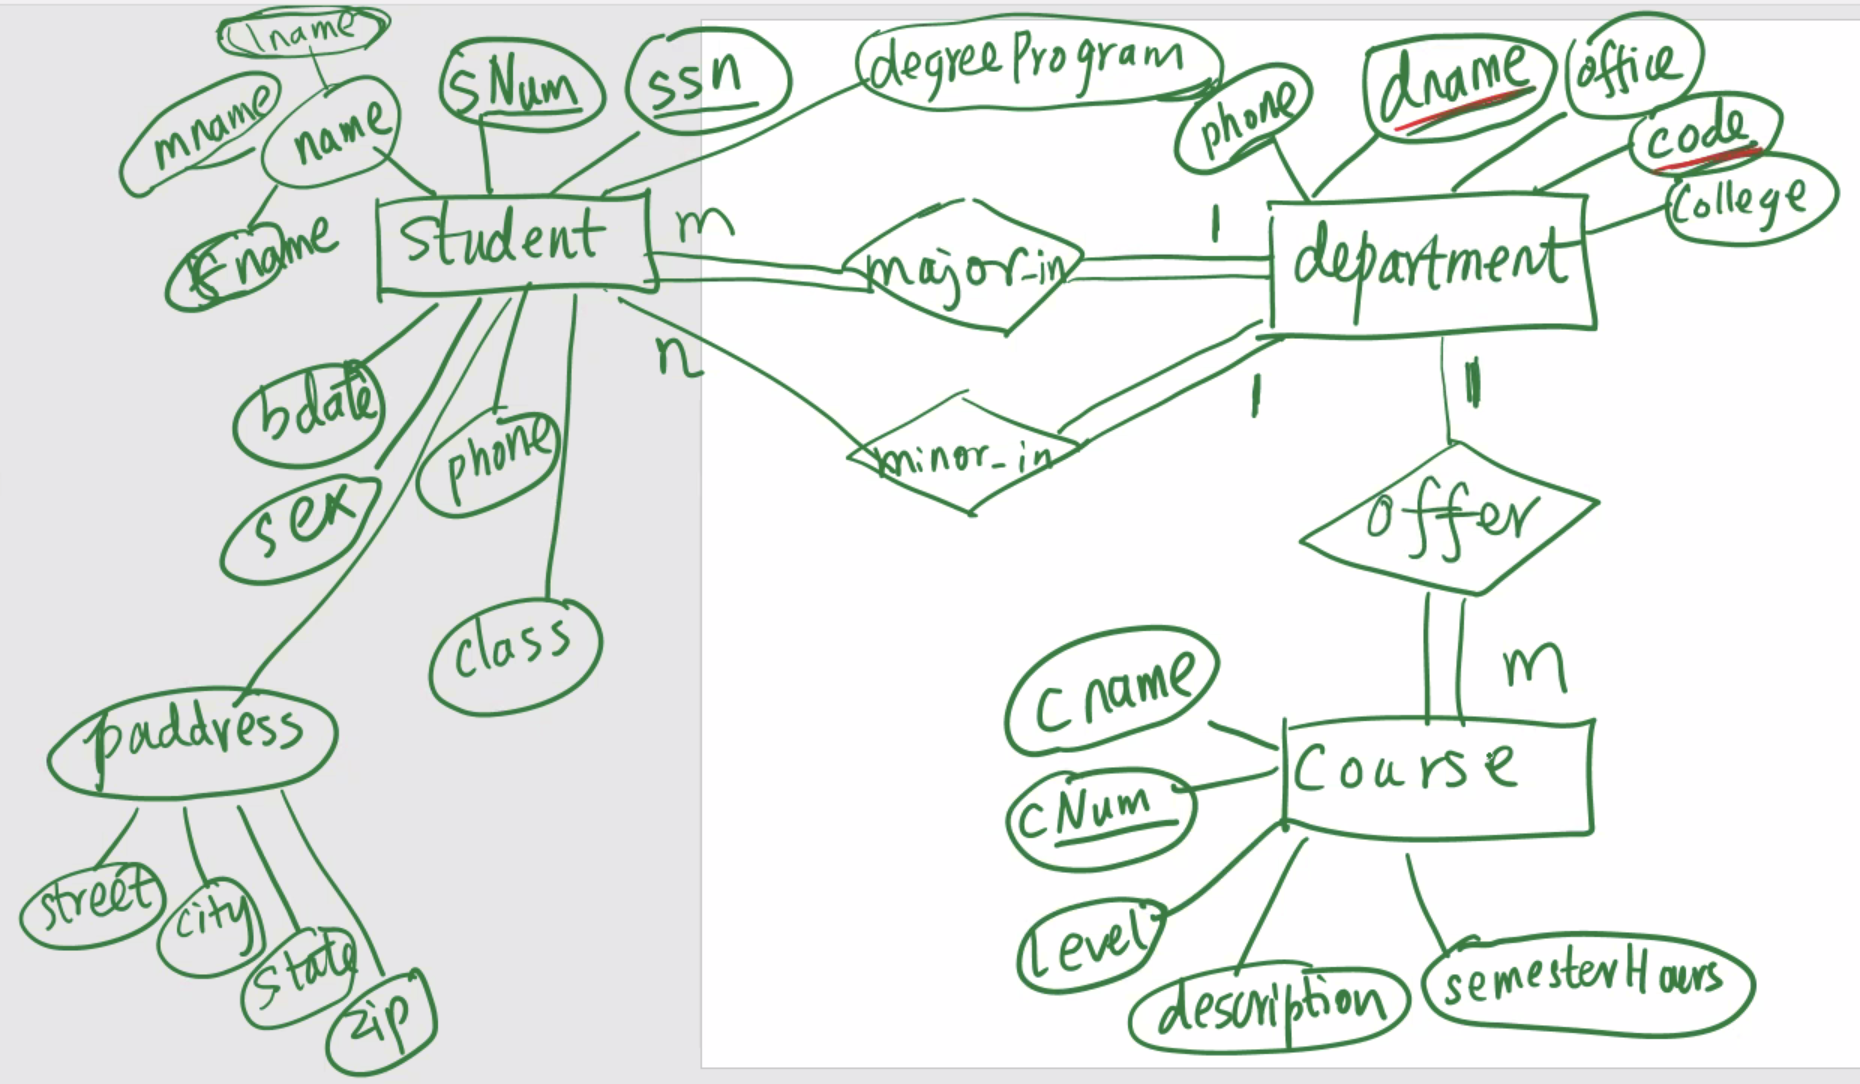 lname
mname
name
fname
sNum
ssn
degreeProgram
phone
dname
office
code
College
student
m
major_in
1
department
n
minor_in
1
1
offer
m
bdate
sex
phone
class
paddress
street
city
state
zip
Cname
cNum
Level
description
semesterHours
Course